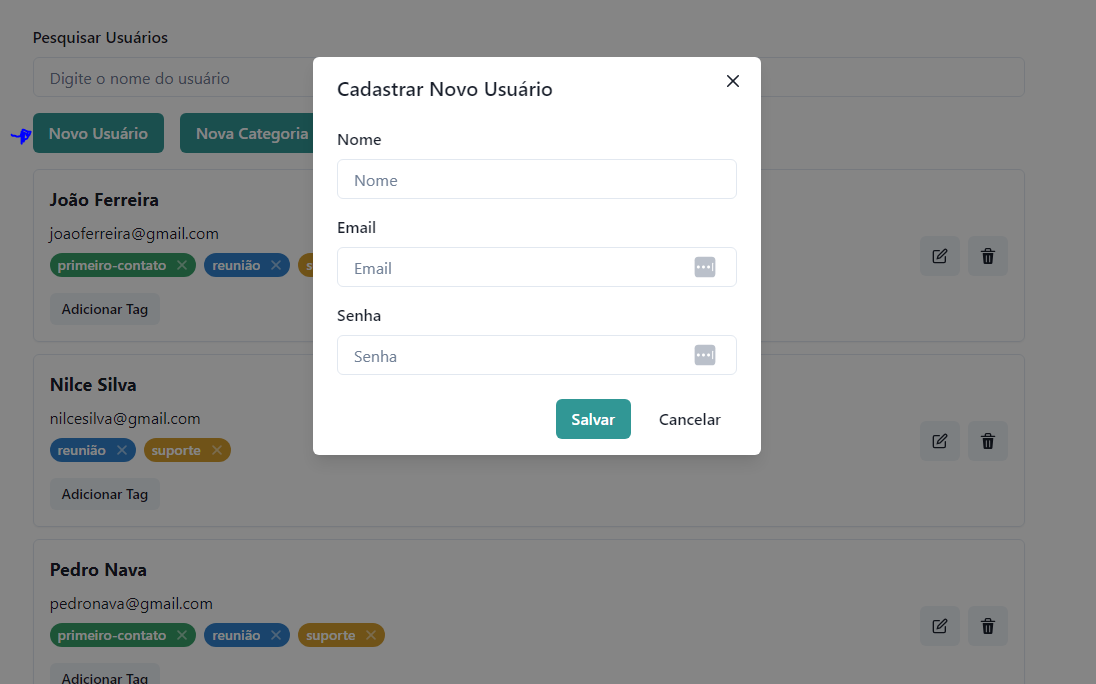 Pesquisar Usuários
Digite o nome do usuário
Novo Usuário
Nova Categoria
Cadastrar Novo Usuário
Nome
Nome
Email
Email
Senha
Senha
Salvar Cancelar
João Ferreira
joaoferreira@gmail.com
primeiro-contato reunião s
Adicionar Tag
Nilce Silva
nilcesilva@gmail.com
reunião suporte
Adicionar Tag
Pedro Nava
pedronava@gmail.com
primeiro-contato reunião suporte
Adicionar Tag